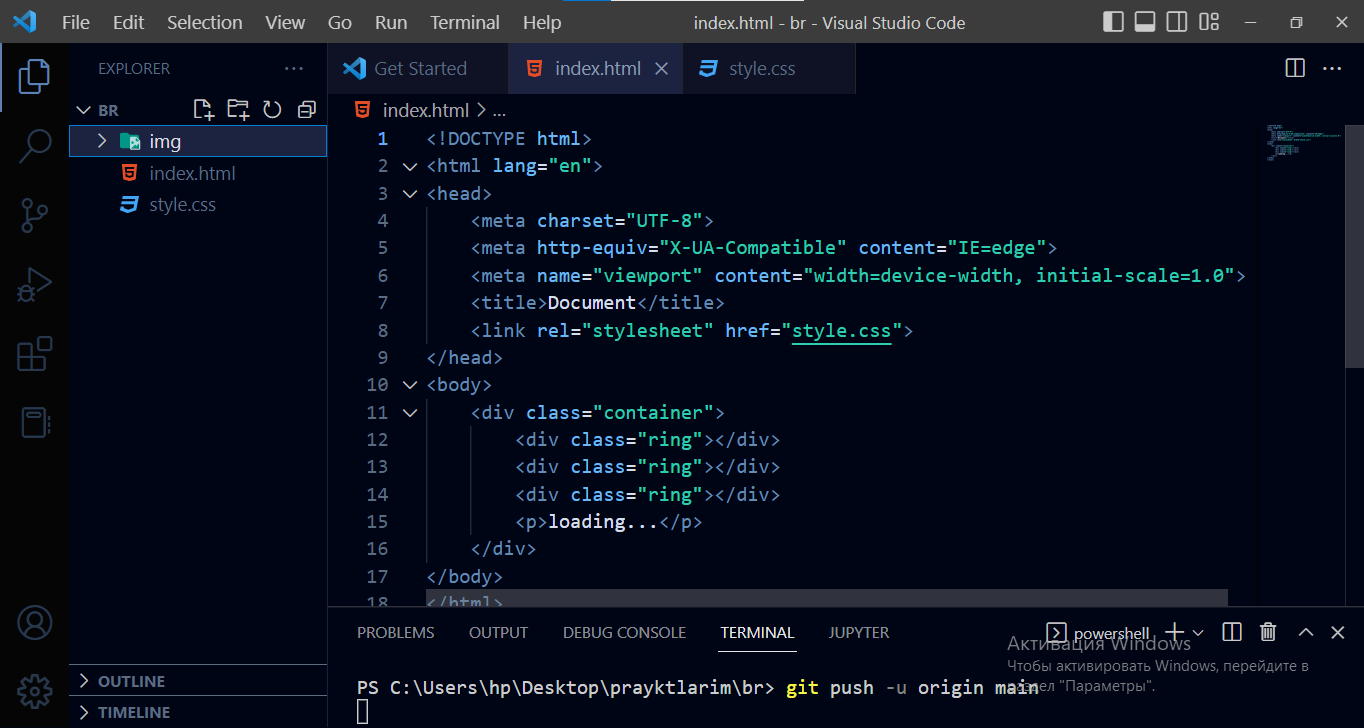 File Edit Selection View Go Run Terminal Help index.html - br - Visual Studio Code
EXPLORER ...
BR
img
index.html
style.css
OUTLINE
TIMELINE
Get Started index.html style.css
index.html > ...
1 <!DOCTYPE html>
2 <html lang="en">
3 <head>
4 <meta charset="UTF-8">
5 <meta http-equiv="X-UA-Compatible" content="IE=edge">
6 <meta name="viewport" content="width=device-width, initial-scale=1.0">
7 <title>Document</title>
8 <link rel="stylesheet" href="style.css">
9 </head>
10 <body>
11 <div class="container">
12 <div class="ring"></div>
13 <div class="ring"></div>
14 <div class="ring"></div>
15 <p>loading...</p>
16 </div>
17 </body>
18 </html>
PROBLEMS OUTPUT DEBUG CONSOLE TERMINAL JUPYTER powershell
Активация Windows
Чтобы активировать Windows, перейдите в
раздел "Параметры".
PS C:\Users\hp\Desktop\prayktlarim\br> git push -u origin main